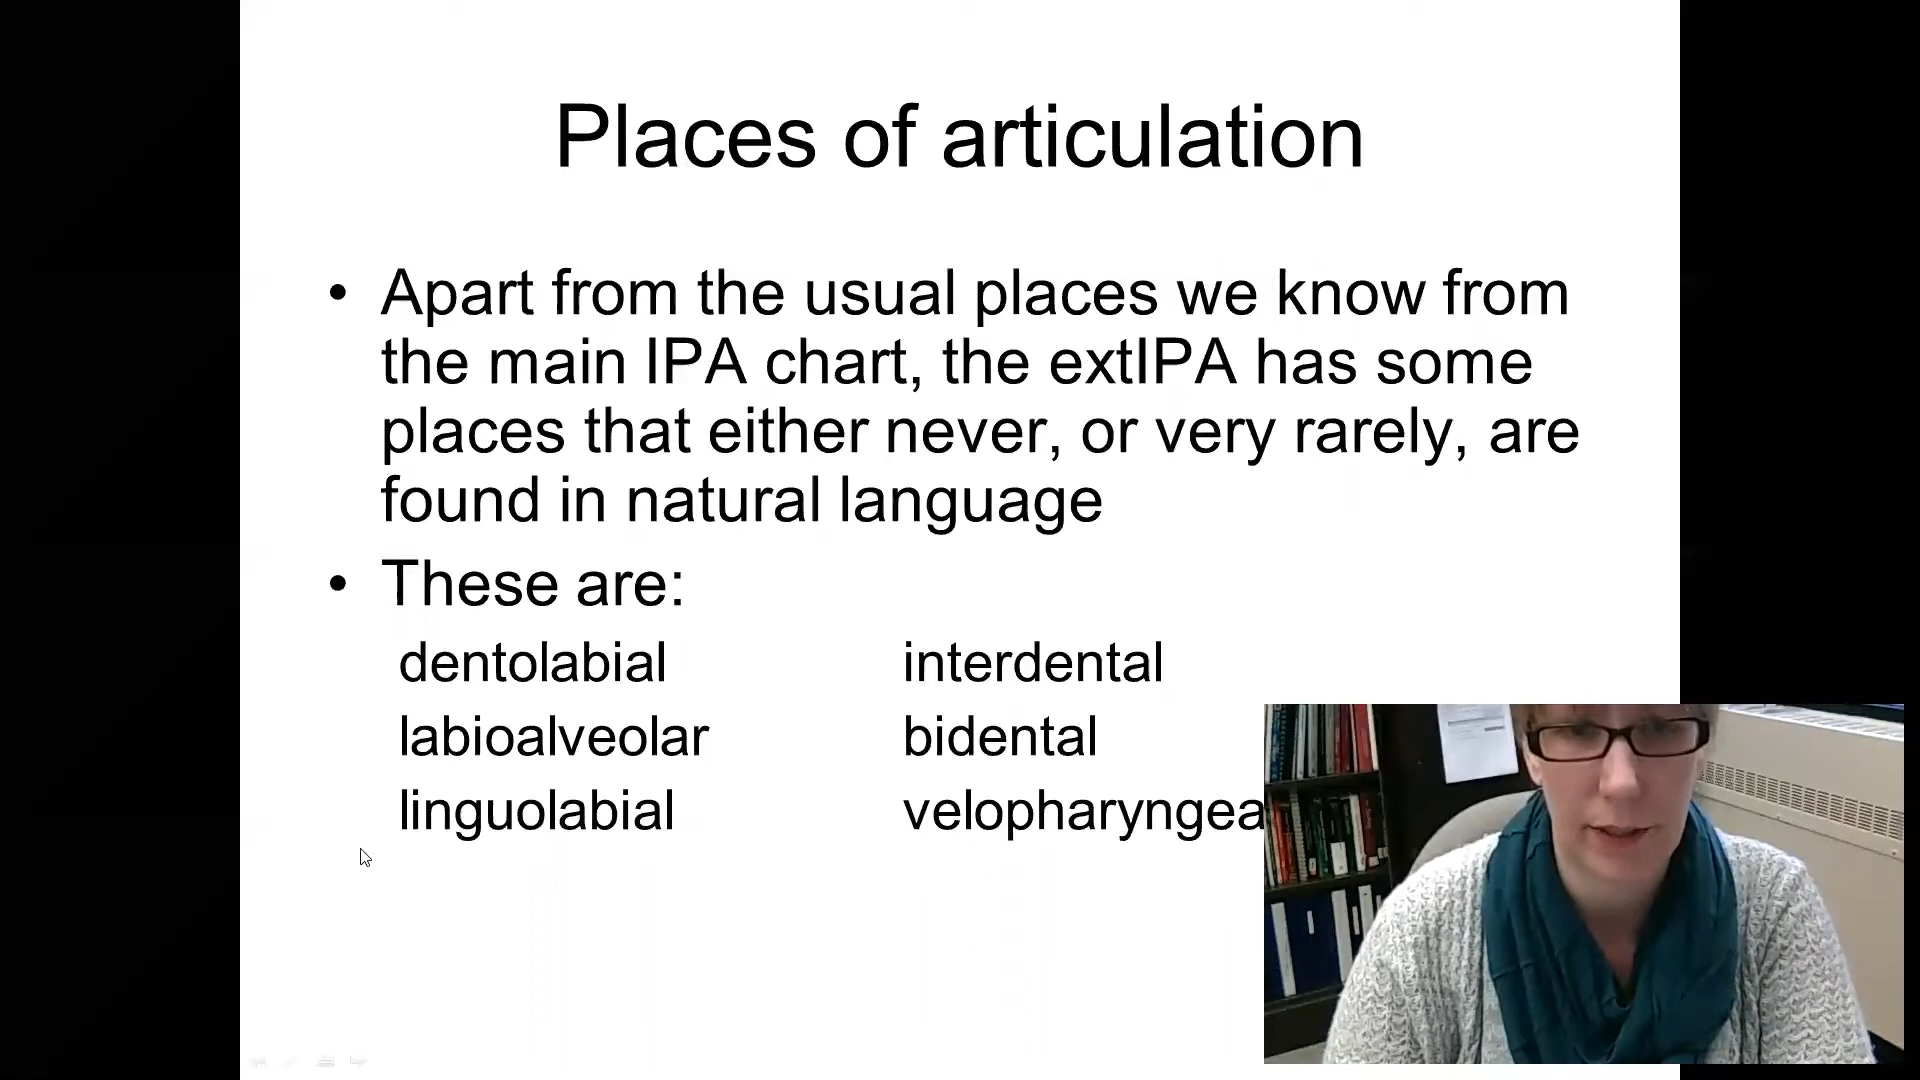 Places of articulation
• Apart from the usual places we know from
the main IPA chart, the extIPA has some
places that either never, or very rarely, are
found in natural language
• These are:
dentolabial interdental
labioalveolar bidental
linguolabial velopharyngea